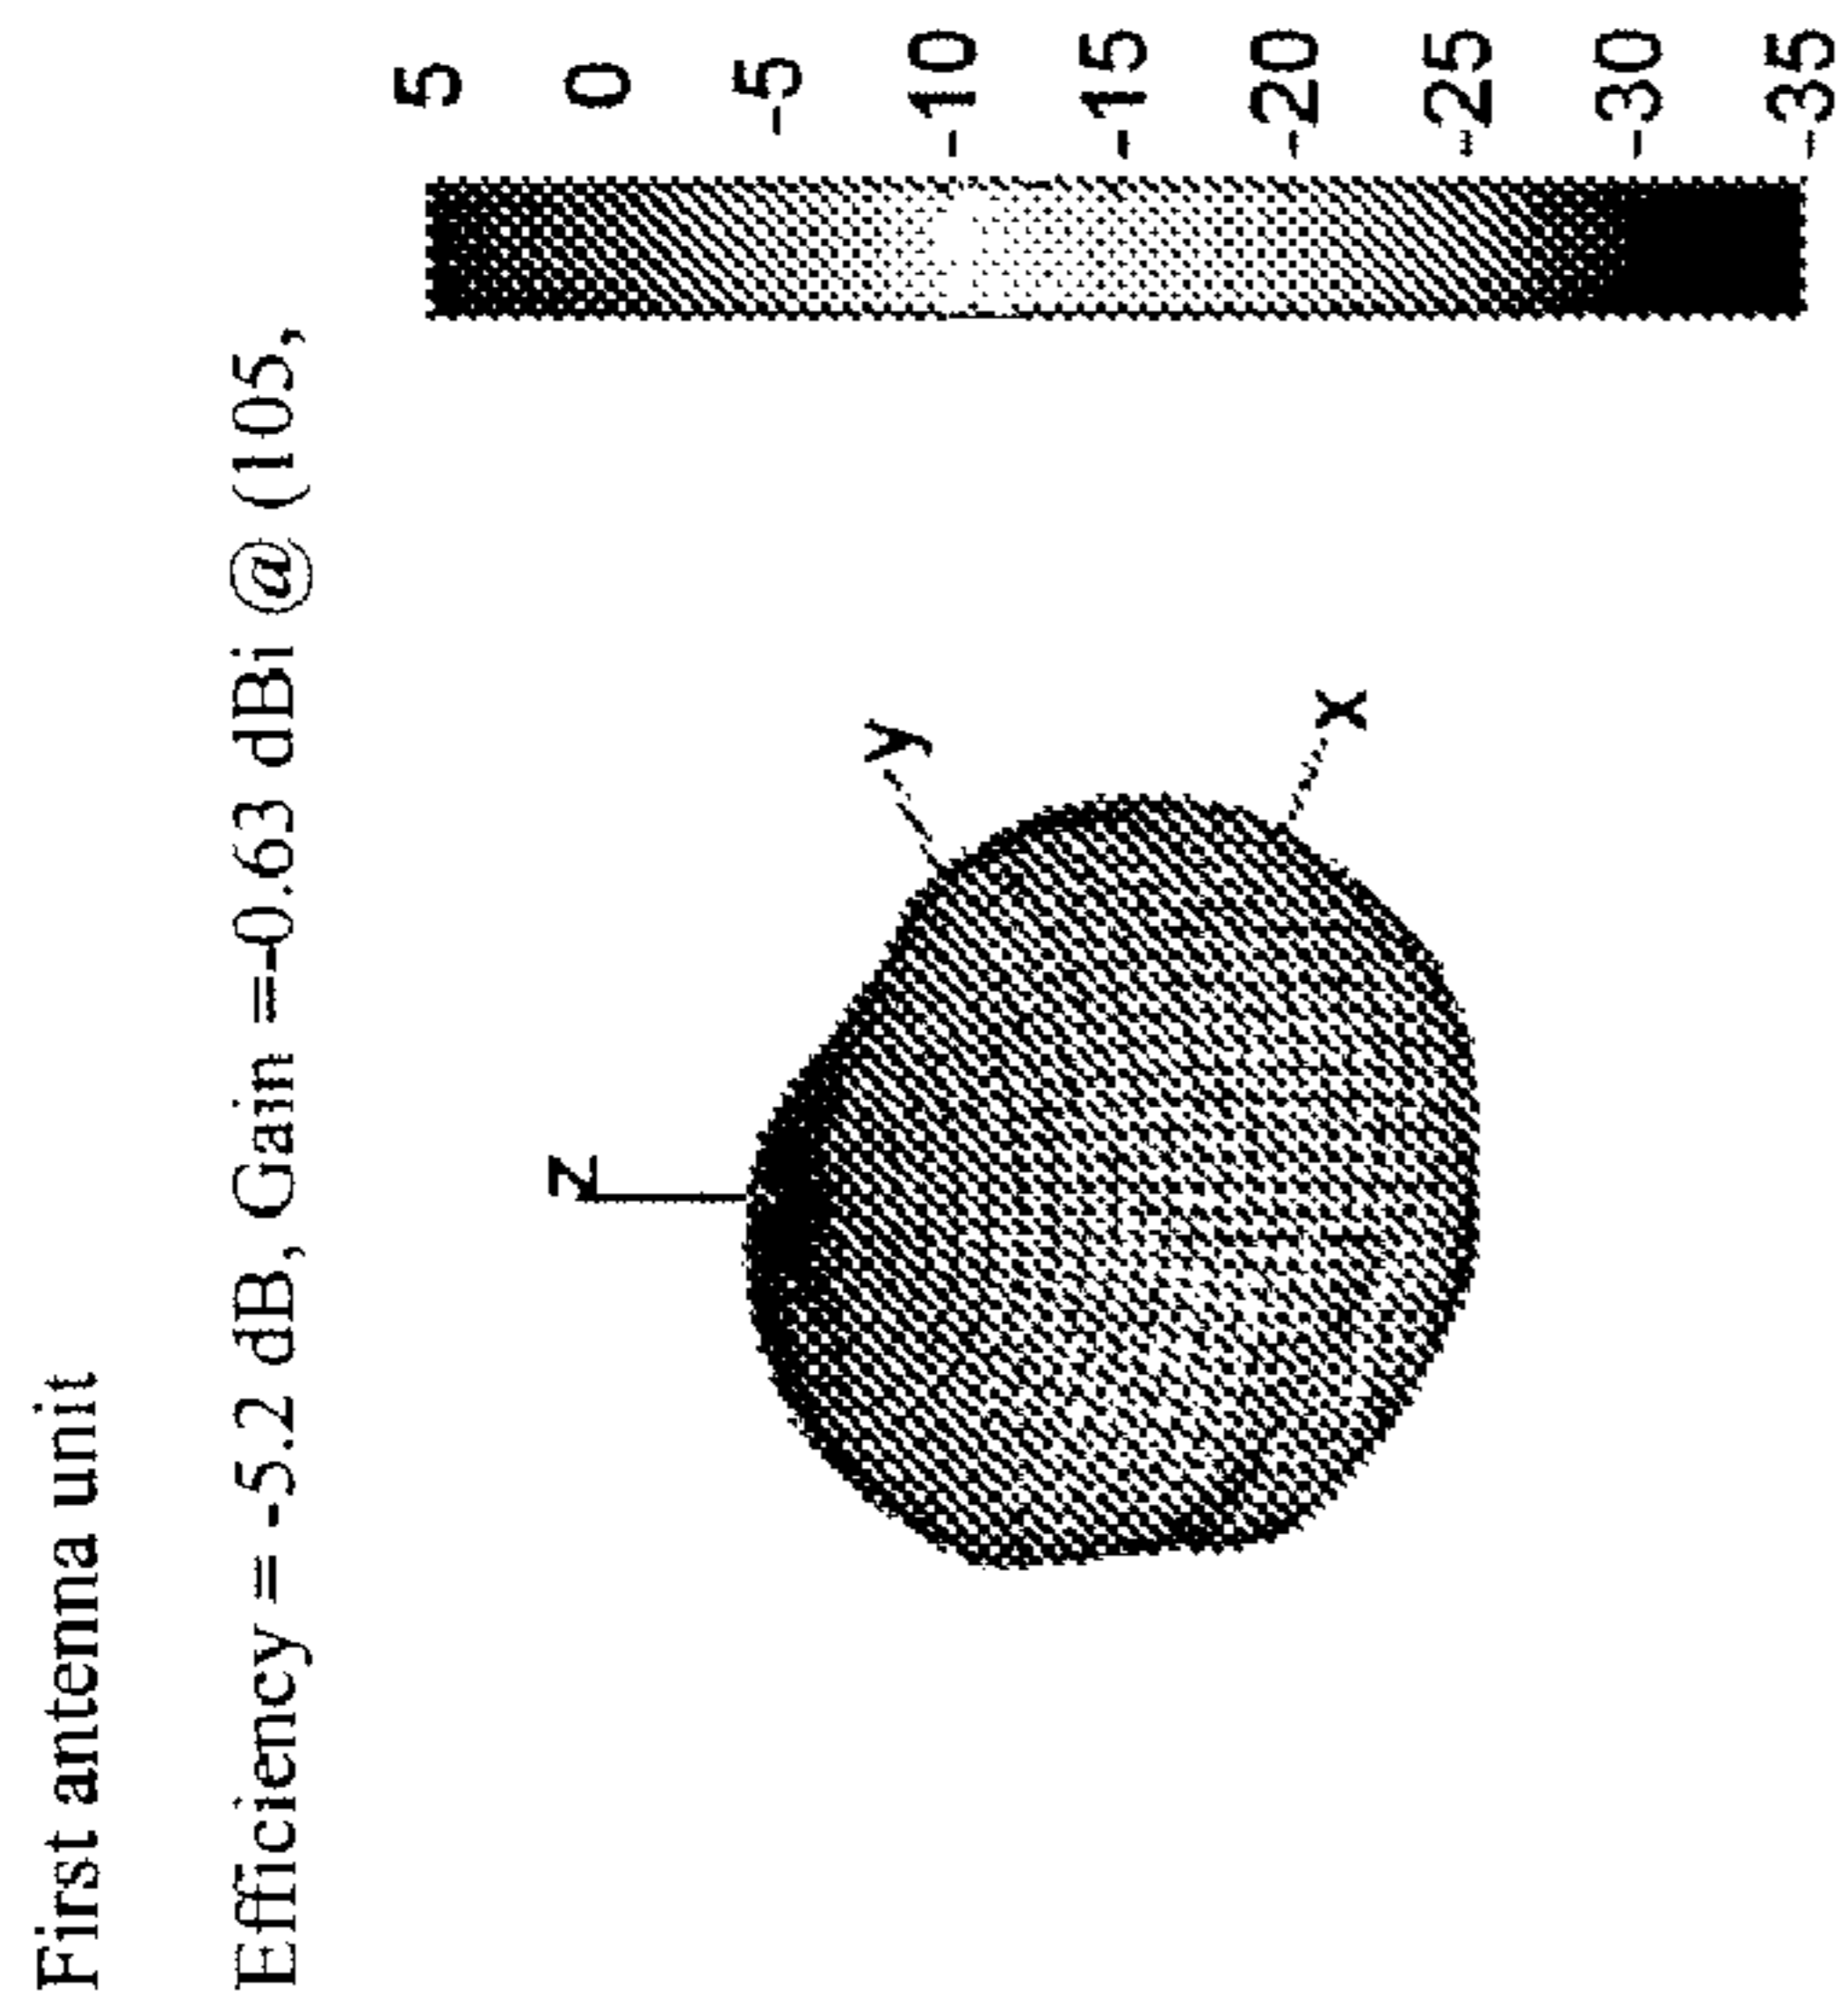 First antenna unit
Efficiency = -5.2 dB, Gain =-0.63 dBi @ (105,
z
y
x
5
0
-5
-10
-15
-20
-25
-30
-35